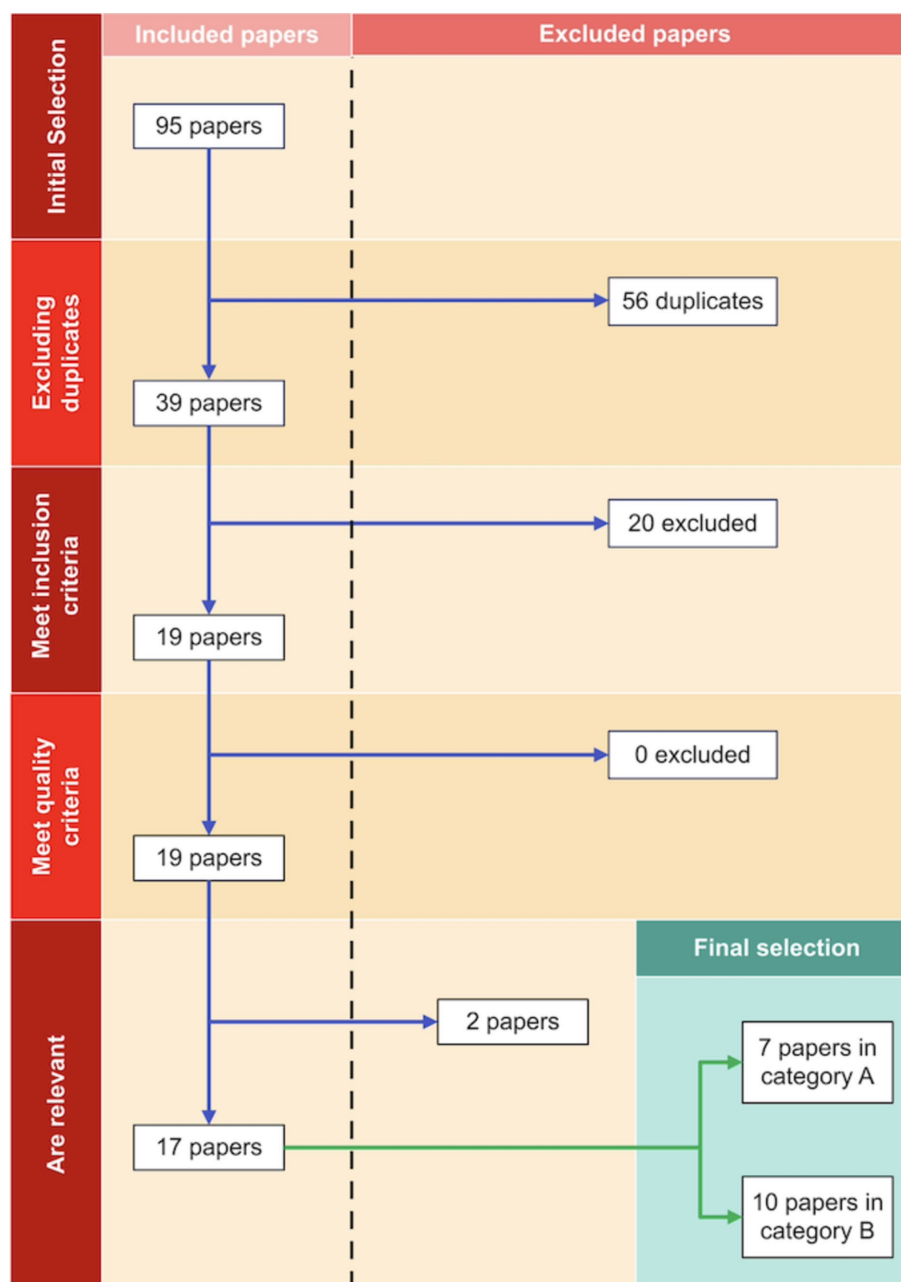 Included papers
Excluded papers
Initial Selection
95 papers
Excluding
duplicates
56 duplicates
39 papers
Meet inclusion
criteria
20 excluded
19 papers
Meet quality
criteria
0 excluded
19 papers
Are relevant
Final selection
2 papers
7 papers in
category A
17 papers
10 papers in
category B